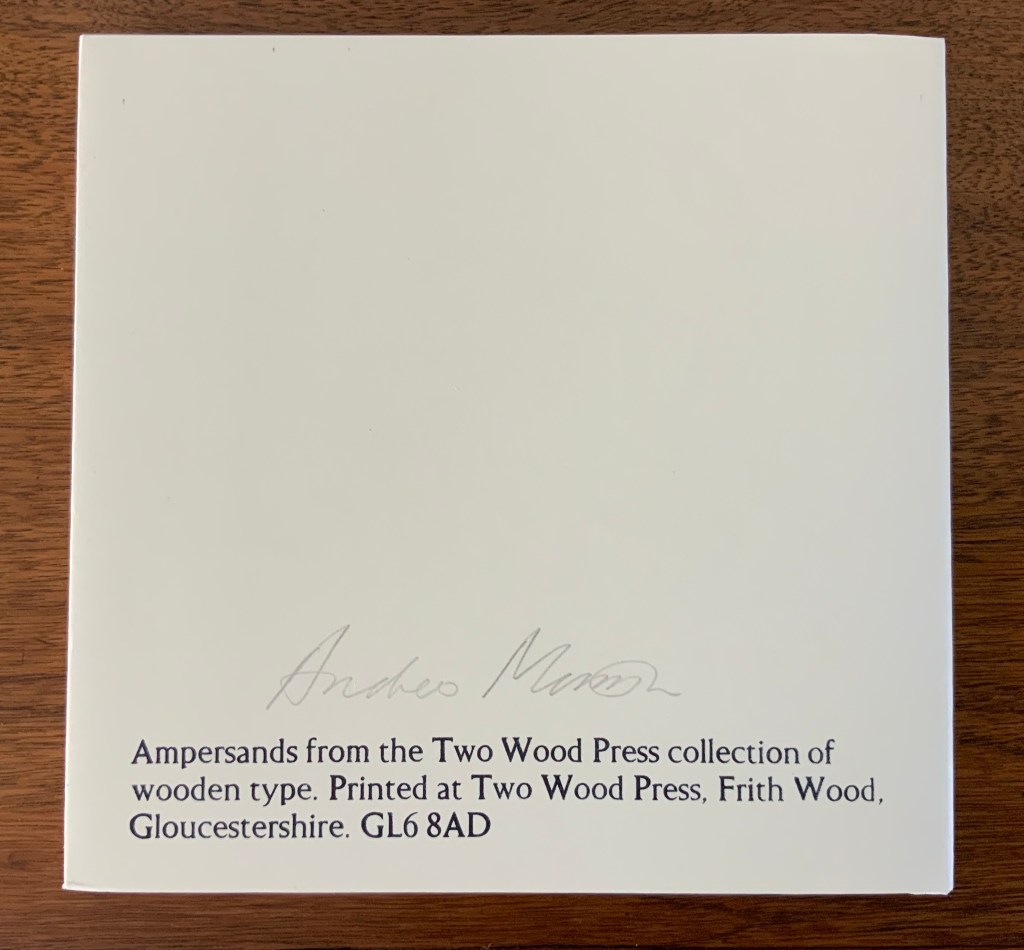 Ampersands from the Two Wood Press collection of
wooden type. Printed at Two Wood Press, Frith Wood,
Gloucestershire. GL6 8AD